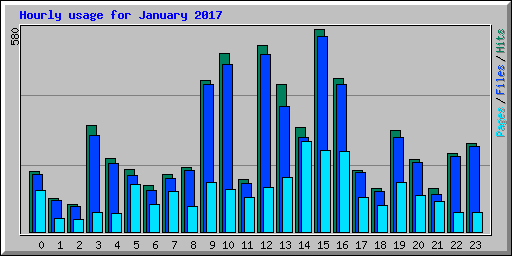 Hourly usage for January 2017
580
Pages/Files/Hits
0 1 2 3 4 5 6 7 8 9 10 11 12 13 14 15 16 17 18 19 20 21 22 23